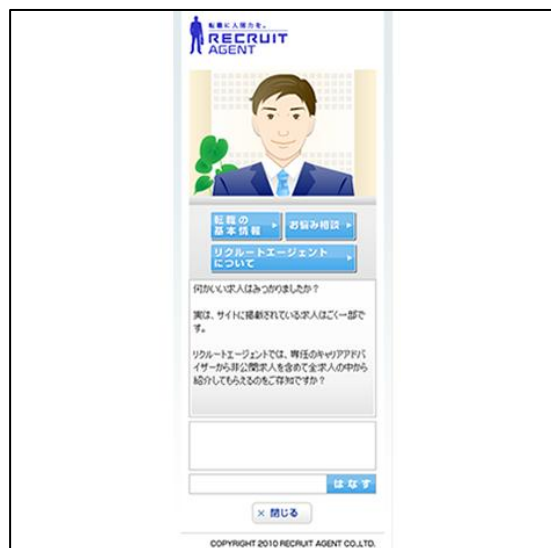 転職に人間力を。
RECRUIT
AGENT
転職の
基本情報
お悩み相談
リクルートエージェント
について
何かいい求人はみつかりましたか？
実は、サイトに掲載されている求人はごく一部で
す。
リクルートエージェントでは、専任のキャリアアドバ
イザーから非公開求人を含めて全求人の中から
紹介してもらえるのをご存知ですか？
はなす
× 閉じる
COPYRIGHT 2010 RECRUIT AGENT CO.,LTD.